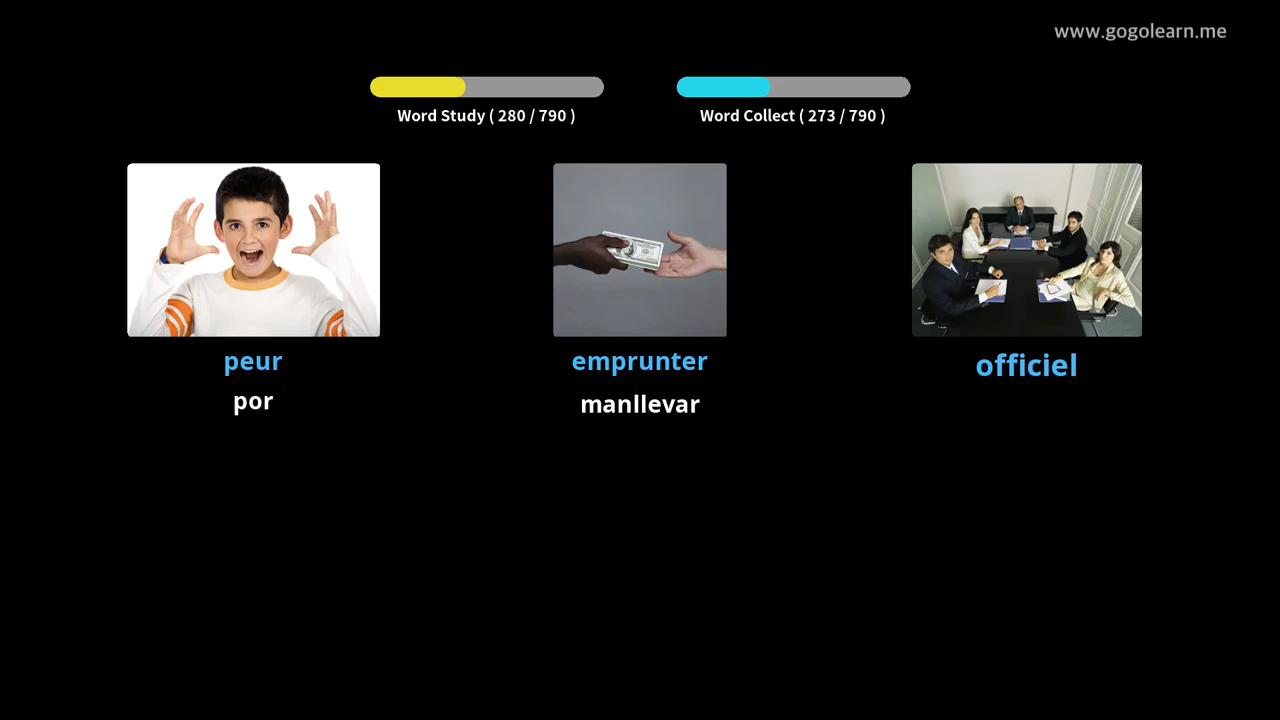 www.gogolearn.me
Word Study ( 280 / 790 )
Word Collect ( 273 / 790 )
peur
por
emprunter
manllevar
officiel